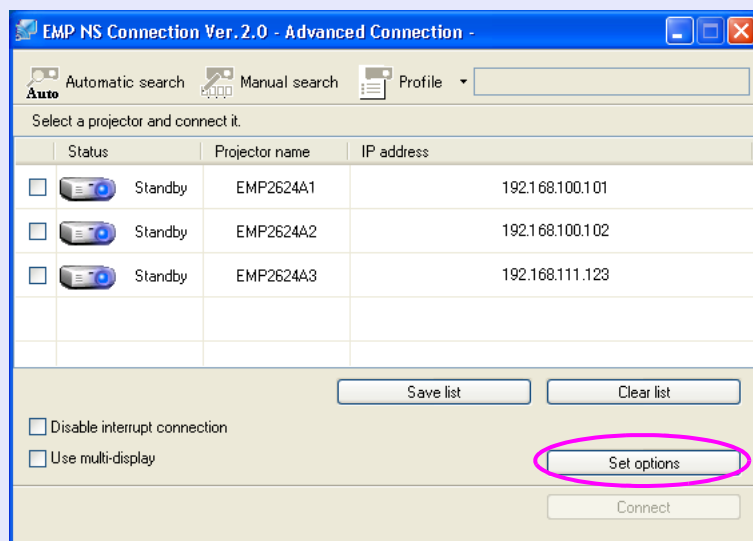 EMP NS Connection Ver.2.0 - Advanced Connection -
Auto Automatic search Manual search Profile
Select a projector and connect it.
Status Projector name IP address
Standby EMP2624A1 192.168.100.101
Standby EMP2624A2 192.168.100.102
Standby EMP2624A3 192.168.111.123
Save list Clear list
Disable interrupt connection
Use multi-display Set options
Connect